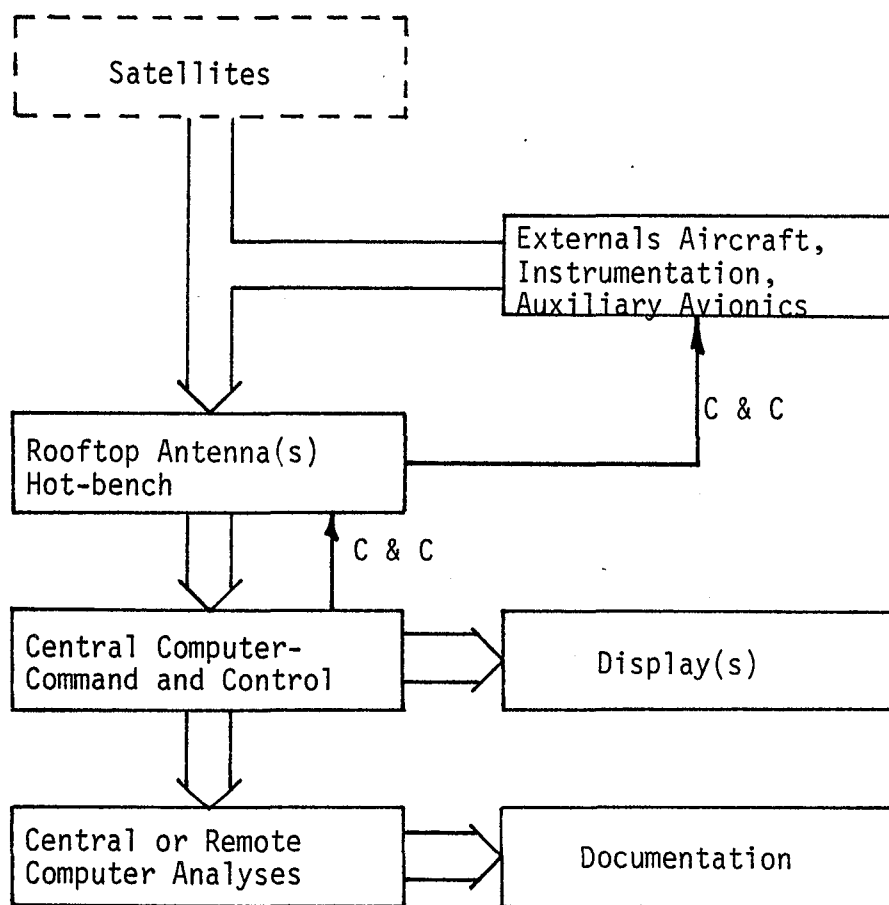 Satellites
Externals Aircraft,
Instrumentation,
Auxiliary Avionics
C & C
Rooftop Antenna(s)
Hot-bench
C & C
Central Computer-
Command and Control
Display(s)
Central or Remote
Computer Analyses
Documentation